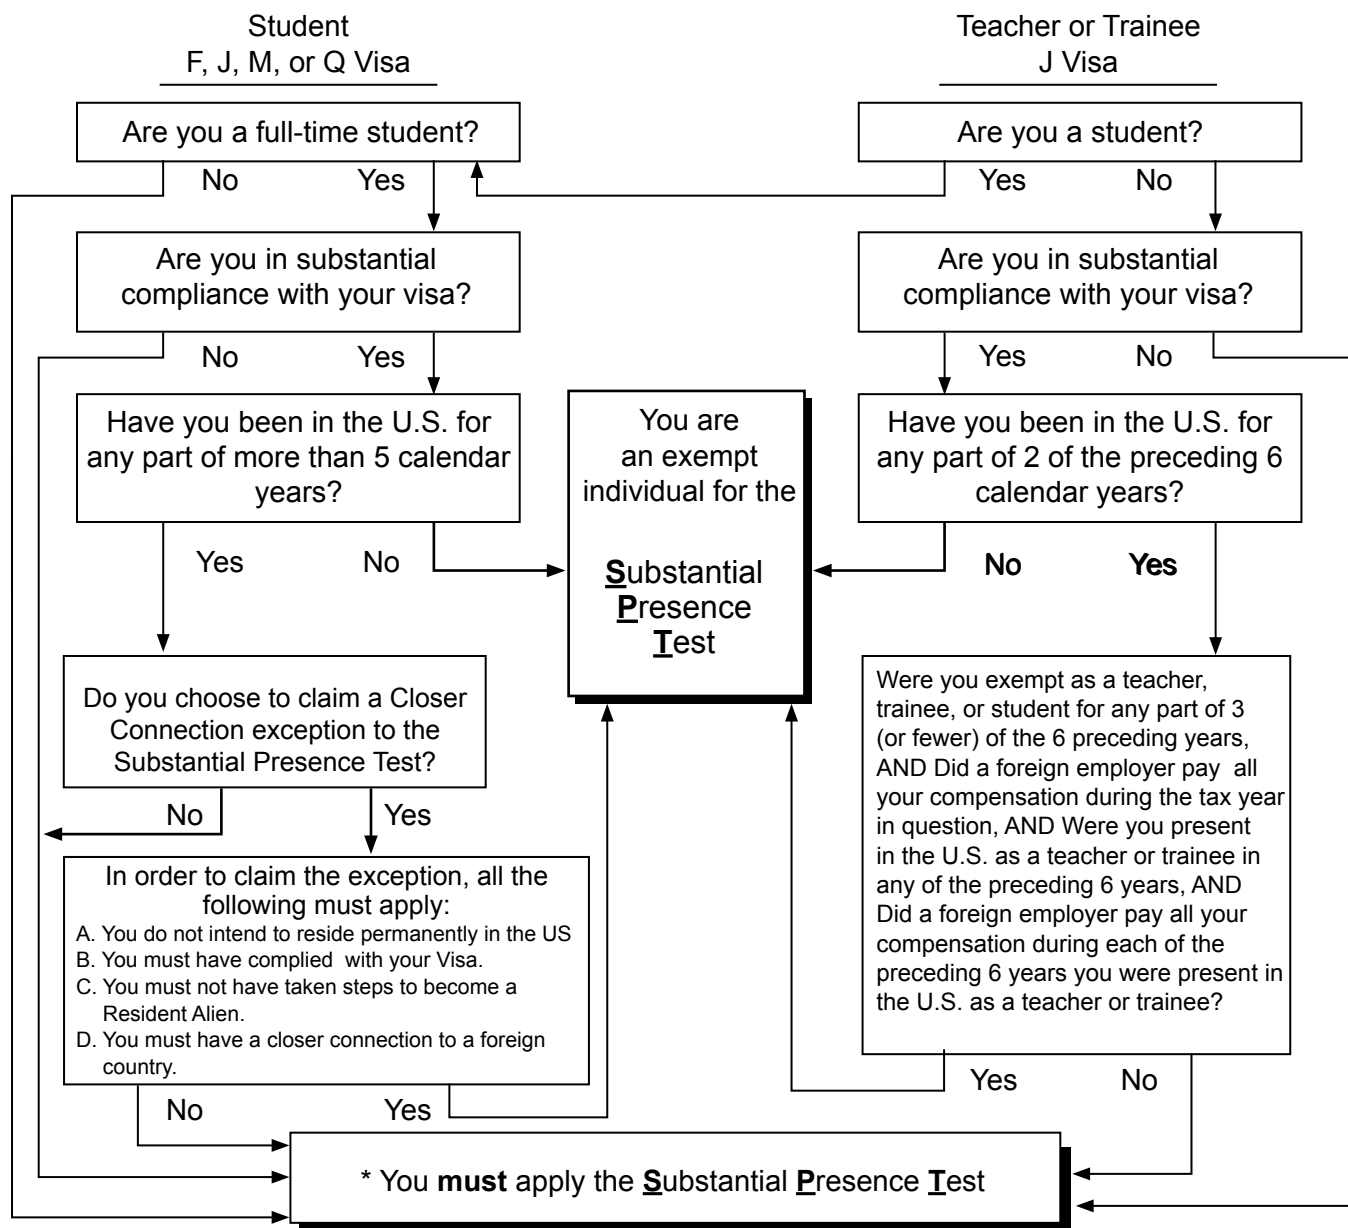 Student
F, J, M, or Q Visa
Are you a full-time student?
No Yes
Are you in substantial
compliance with your visa?
No Yes
Have you been in the U.S. for
any part of more than 5 calendar
years?
Yes No
Do you choose to claim a Closer
Connection exception to the
Substantial Presence Test?
No Yes
In order to claim the exception, all the
following must apply:
A. You do not intend to reside permanently in the US
B. You must have complied with your Visa.
C. You must not have taken steps to become a
Resident Alien.
D. You must have a closer connection to a foreign
country.
No Yes
You are
an exempt
individual for the
Substantial
Presence
Test
Teacher or Trainee
J Visa
Are you a student?
Yes No
Are you in substantial
compliance with your visa?
Yes No
Have you been in the U.S. for
any part of 2 of the preceding 6
calendar years?
No Yes
Were you exempt as a teacher,
trainee, or student for any part of 3
(or fewer) of the 6 preceding years,
AND Did a foreign employer pay all
your compensation during the tax year
in question, AND Were you present
in the U.S. as a teacher or trainee in
any of the preceding 6 years, AND
Did a foreign employer pay all your
compensation during each of the
preceding 6 years you were present in
the U.S. as a teacher or trainee?
Yes No
* You must apply the Substantial Presence Test